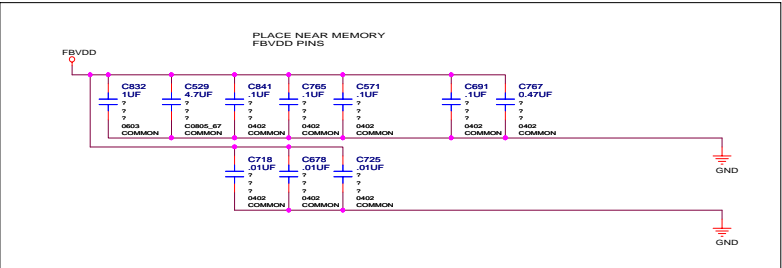 PLACE NEAR MEMORY
FBVDD PINS
FBVDD
C832
1UF
?
?
?
0603
COMMON
C529
4.7UF
?
?
?
C0805_67
COMMON
C841
.1UF
?
?
?
0402
COMMON
C765
.1UF
?
?
?
0402
COMMON
C571
.1UF
?
?
?
0402
COMMON
C691
.1UF
?
?
?
0402
COMMON
C767
0.47UF
?
?
?
0402
COMMON
GND
C718
.01UF
?
?
?
0402
COMMON
C678
.01UF
?
?
?
0402
COMMON
C725
.01UF
?
?
?
0402
COMMON
GND